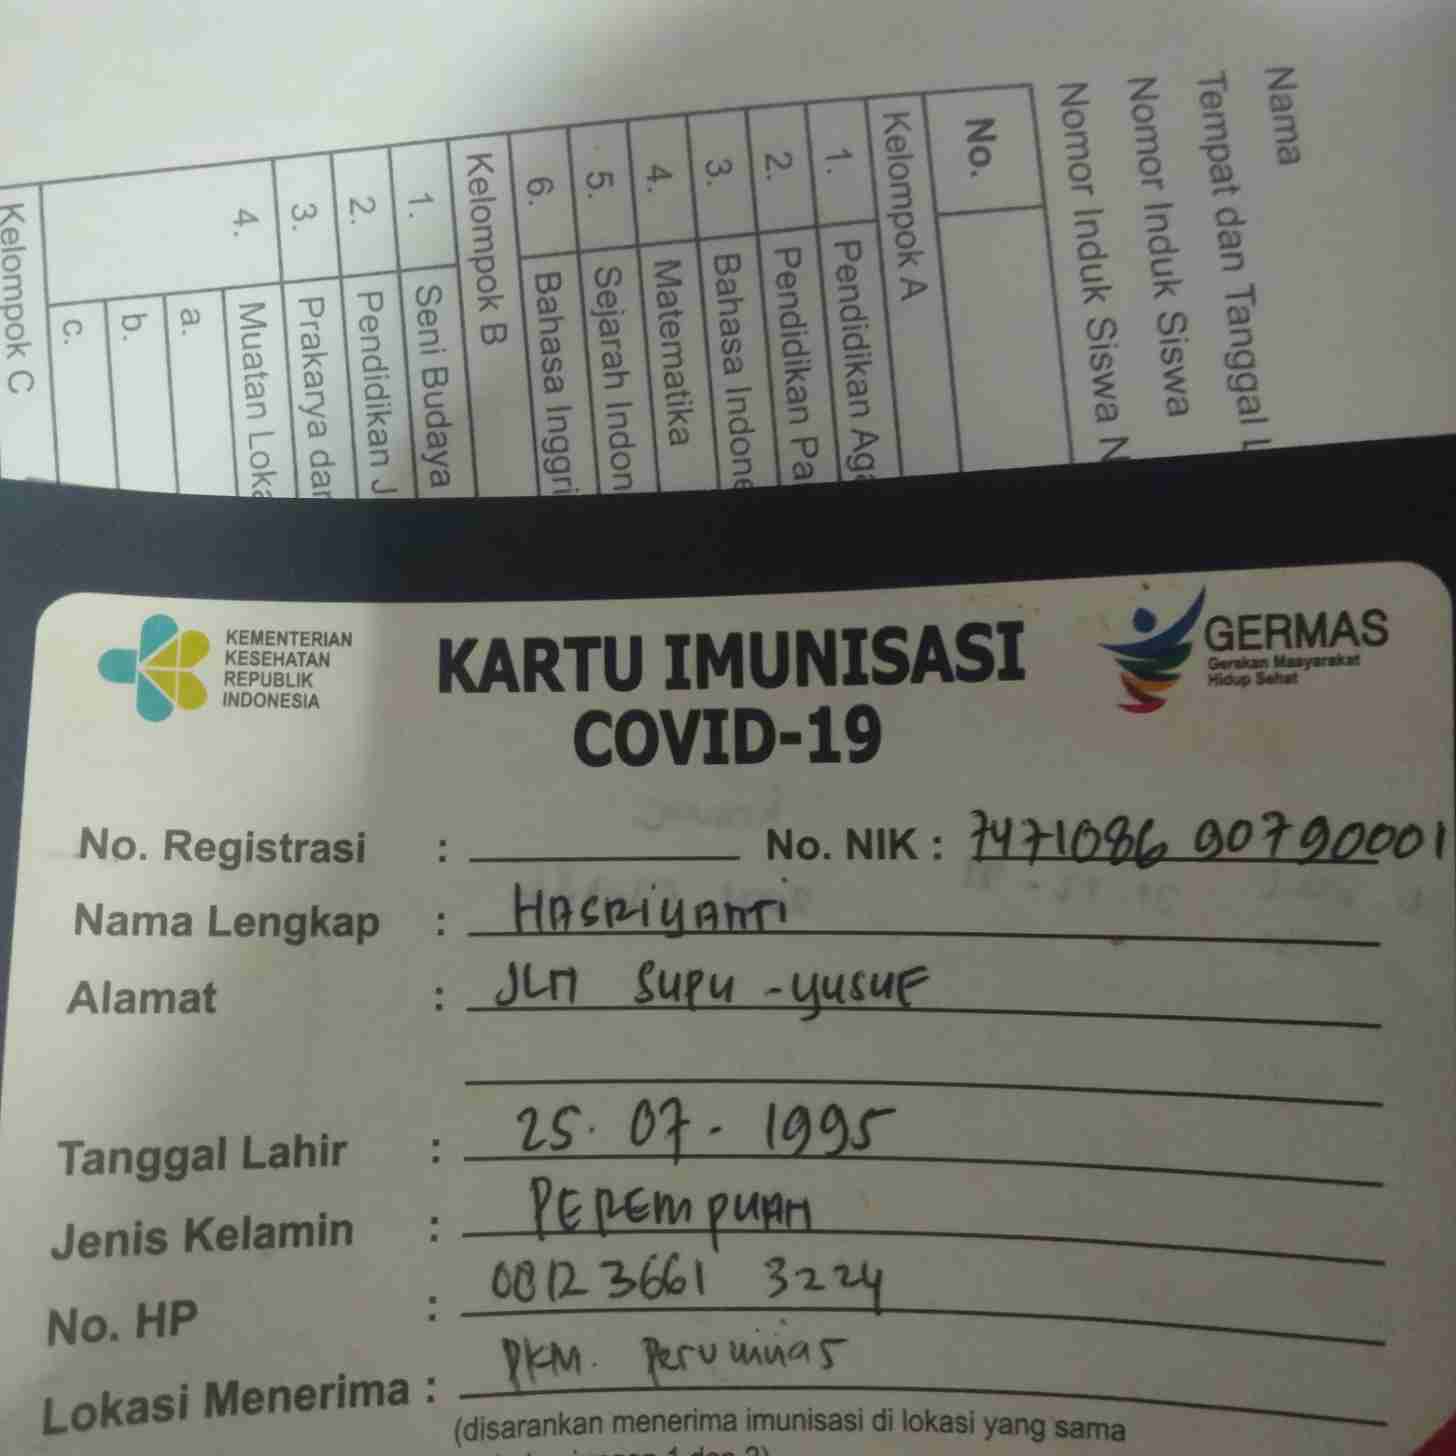 Nama
Tempat dan Tanggal L
Nomor Induk Siswa
Nomor Induk Siswa N
No.
Kelompok A
1. Pendidikan Aga
2. Pendidikan Pa
3. Bahasa Indone
4. Matematika
5. Sejarah Indon
6. Bahasa Inggri
Kelompok B
1. Seni Budaya
2. Pendidikan J
3. Prakarya dan
4. Muatan Loka
a.
b.
c.
Kelompok C
KEMENTERIAN
KESEHATAN
REPUBLIK
INDONESIA
KARTU IMUNISASI
COVID-19
GERMAS
Gerakan Masyarakat
Hidup Sehat
No. Registrasi : No. NIK : 7471086 90790001
Nama Lengkap : HASRIYANTI
Alamat : JLN SUPU - YUSUF
Tanggal Lahir : 25. 07 - 1995
Jenis Kelamin : PEREMPUAN
No. HP : 0812 3661 3224
Lokasi Menerima : PKM. Perumnas
(disarankan menerima imunisasi di lokasi yang sama